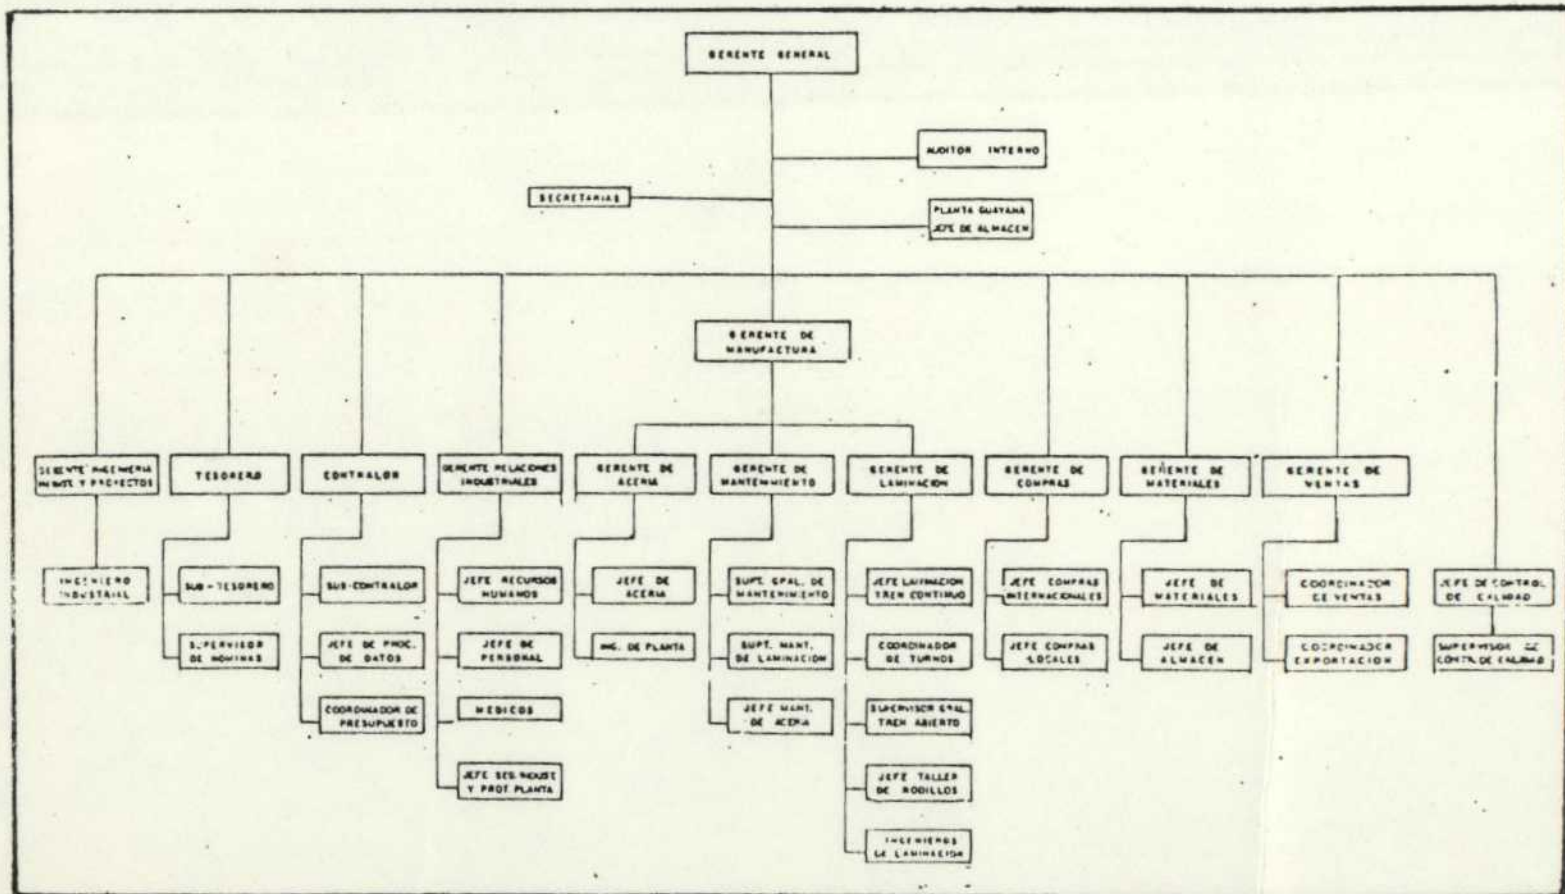 GERENTE GENERAL
AUDITOR INTERNO
SECRETARIAS
PLANTA GUAYANA
JEFE DE ALMACEN
GERENTE DE
MANUFACTURA
GERENTE INGENIERIA
INDUST. Y PROYECTOS
TESORERO
CONTRALOR
GERENTE RELACIONES
INDUSTRIALES
GERENTE DE
ACERIA
GERENTE DE
MANTENIMIENTO
GERENTE DE
LAMINACION
GERENTE DE
COMPRAS
GERENTE DE
MATERIALES
GERENTE DE
VENTAS
INGENIERO
INDUSTRIAL
SUB-TESORERO
SUB-CONTRALOR
JEFE RECURSOS
HUMANOS
JEFE DE
ACERIA
SUPT. GRAL. DE
MANTENIMIENTO
JEFE LAMINACION
TREN CONTINUO
JEFE COMPRAS
INTERNACIONALES
JEFE DE
MATERIALES
COORDINADOR
DE VENTAS
JEFE DE CONTROL
DE CALIDAD
SUPERVISOR
DE NOMINAS
JEFE DE PROC.
DE DATOS
JEFE DE
PERSONAL
ING. DE PLANTA
SUPT. MANT.
DE LAMINACION
COORDINADOR
DE TURNOS
JEFE COMPRAS
LOCALES
JEFE DE
ALMACEN
COORDINADOR
EXPORTACION
SUPERVISOR DE
CONTR. DE CALIDAD
COORDINADOR DE
PRESUPUESTO
MEDICOS
JEFE MANT.
DE ACERIA
SUPERVISOR GRAL.
TREN ABIERTO
JEFE SEG. INDUST.
Y PROT. PLANTA
JEFE TALLER
DE RODILLOS
INGENIEROS
DE LAMINACION